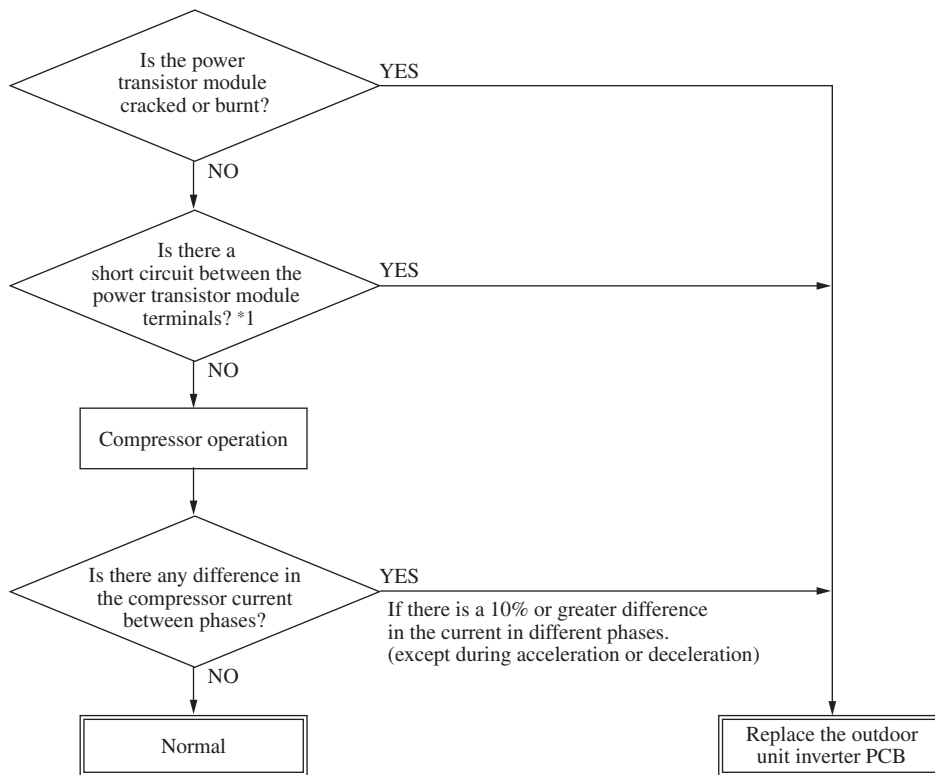 Is the power
transistor module
cracked or burnt?
YES
NO
Is there a
short circuit between the
power transistor module
terminals? *1
YES
NO
Compressor operation
Is there any difference in
the compressor current
between phases?
YES
If there is a 10% or greater difference
in the current in different phases.
(except during acceleration or deceleration)
NO
Normal
Replace the outdoor
unit inverter PCB